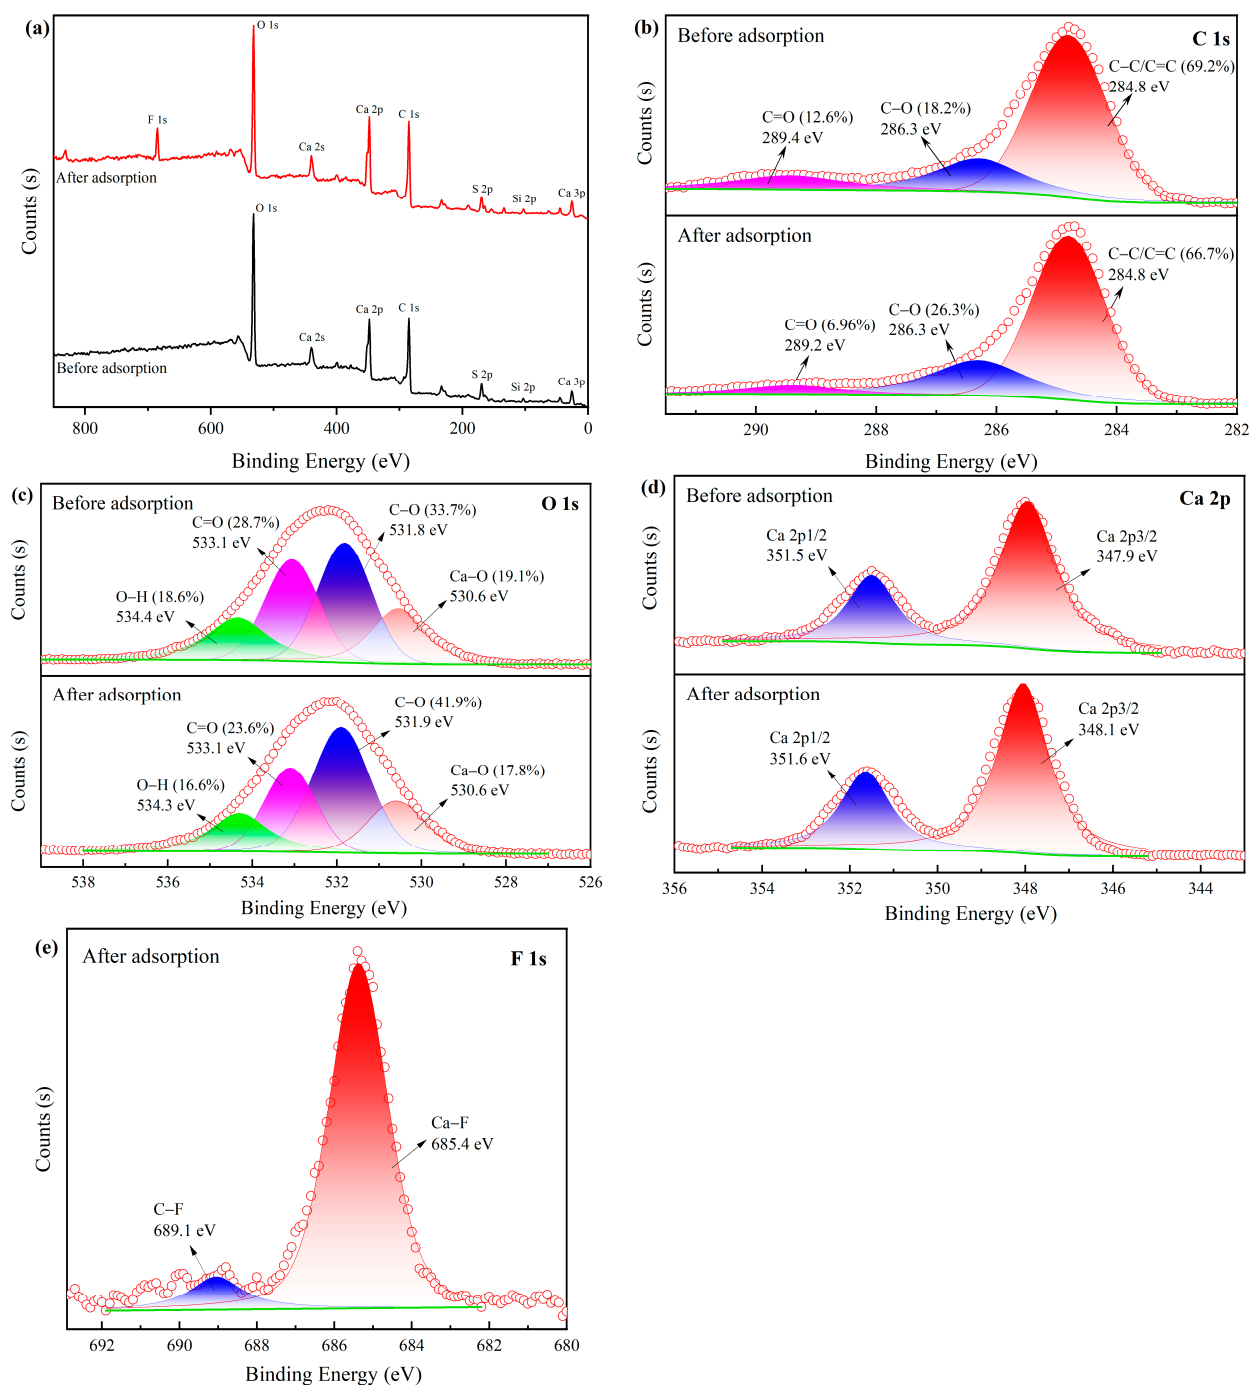 (a)
O 1s
F 1s
Ca 2p
C 1s
Ca 2s
After adsorption
S 2p
Si 2p
Ca 3p
O 1s
Ca 2p
C 1s
Ca 2s
Before adsorption
S 2p
Si 2p
Ca 3p
Counts (s)
800 600 400 200 0
Binding Energy (eV)
(b)
Before adsorption
C 1s
C−C/C=C (69.2%)
284.8 eV
C−O (18.2%)
286.3 eV
C=O (12.6%)
289.4 eV
Counts (s)
After adsorption
C−C/C=C (66.7%)
284.8 eV
C−O (26.3%)
286.3 eV
C=O (6.96%)
289.2 eV
Counts (s)
290 288 286 284 282
Binding Energy (eV)
(c)
Before adsorption
O 1s
C−O (33.7%)
531.8 eV
C=O (28.7%)
533.1 eV
Ca−O (19.1%)
530.6 eV
O−H (18.6%)
534.4 eV
Counts (s)
After adsorption
C−O (41.9%)
531.9 eV
C=O (23.6%)
533.1 eV
Ca−O (17.8%)
530.6 eV
O−H (16.6%)
534.3 eV
Counts (s)
538 536 534 532 530 528 526
Binding Energy (eV)
(d)
Before adsorption
Ca 2p
Ca 2p1/2
351.5 eV
Ca 2p3/2
347.9 eV
Counts (s)
After adsorption
Ca 2p3/2
348.1 eV
Ca 2p1/2
351.6 eV
Counts (s)
356 354 352 350 348 346 344
Binding Energy (eV)
(e)
After adsorption
F 1s
Ca−F
685.4 eV
C−F
689.1 eV
Counts (s)
692 690 688 686 684 682 680
Binding Energy (eV)